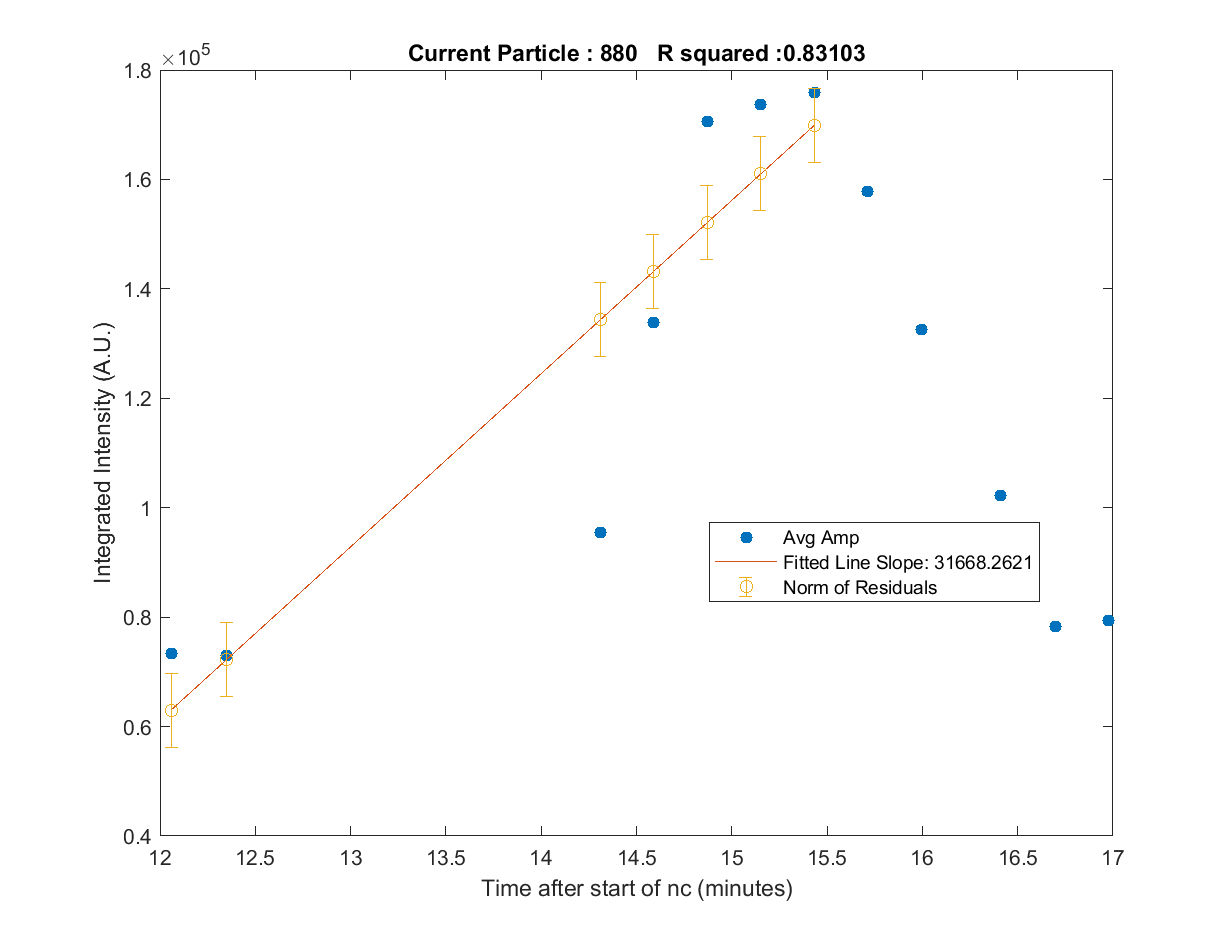 Current Particle : 880   R squared :0.83103
×10^5
1.8
1.6
1.4
1.2
1
0.8
0.6
0.4
12 12.5 13 13.5 14 14.5 15 15.5 16 16.5 17
Integrated Intensity (A.U.)
Time after start of nc (minutes)
Avg Amp
Fitted Line Slope: 31668.2621
Norm of Residuals